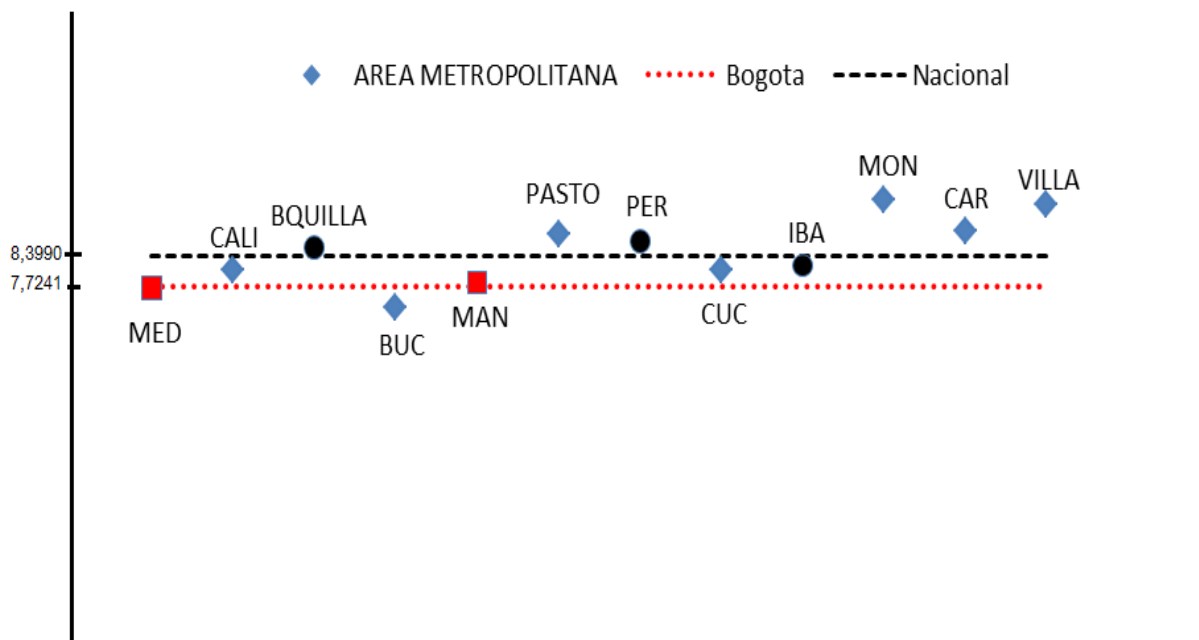 AREA METROPOLITANA Bogota Nacional
MON
VILLA
PASTO
CAR
PER
BQUILLA
IBA
CALI
8,3990
7,7241
CUC
MAN
MED
BUC